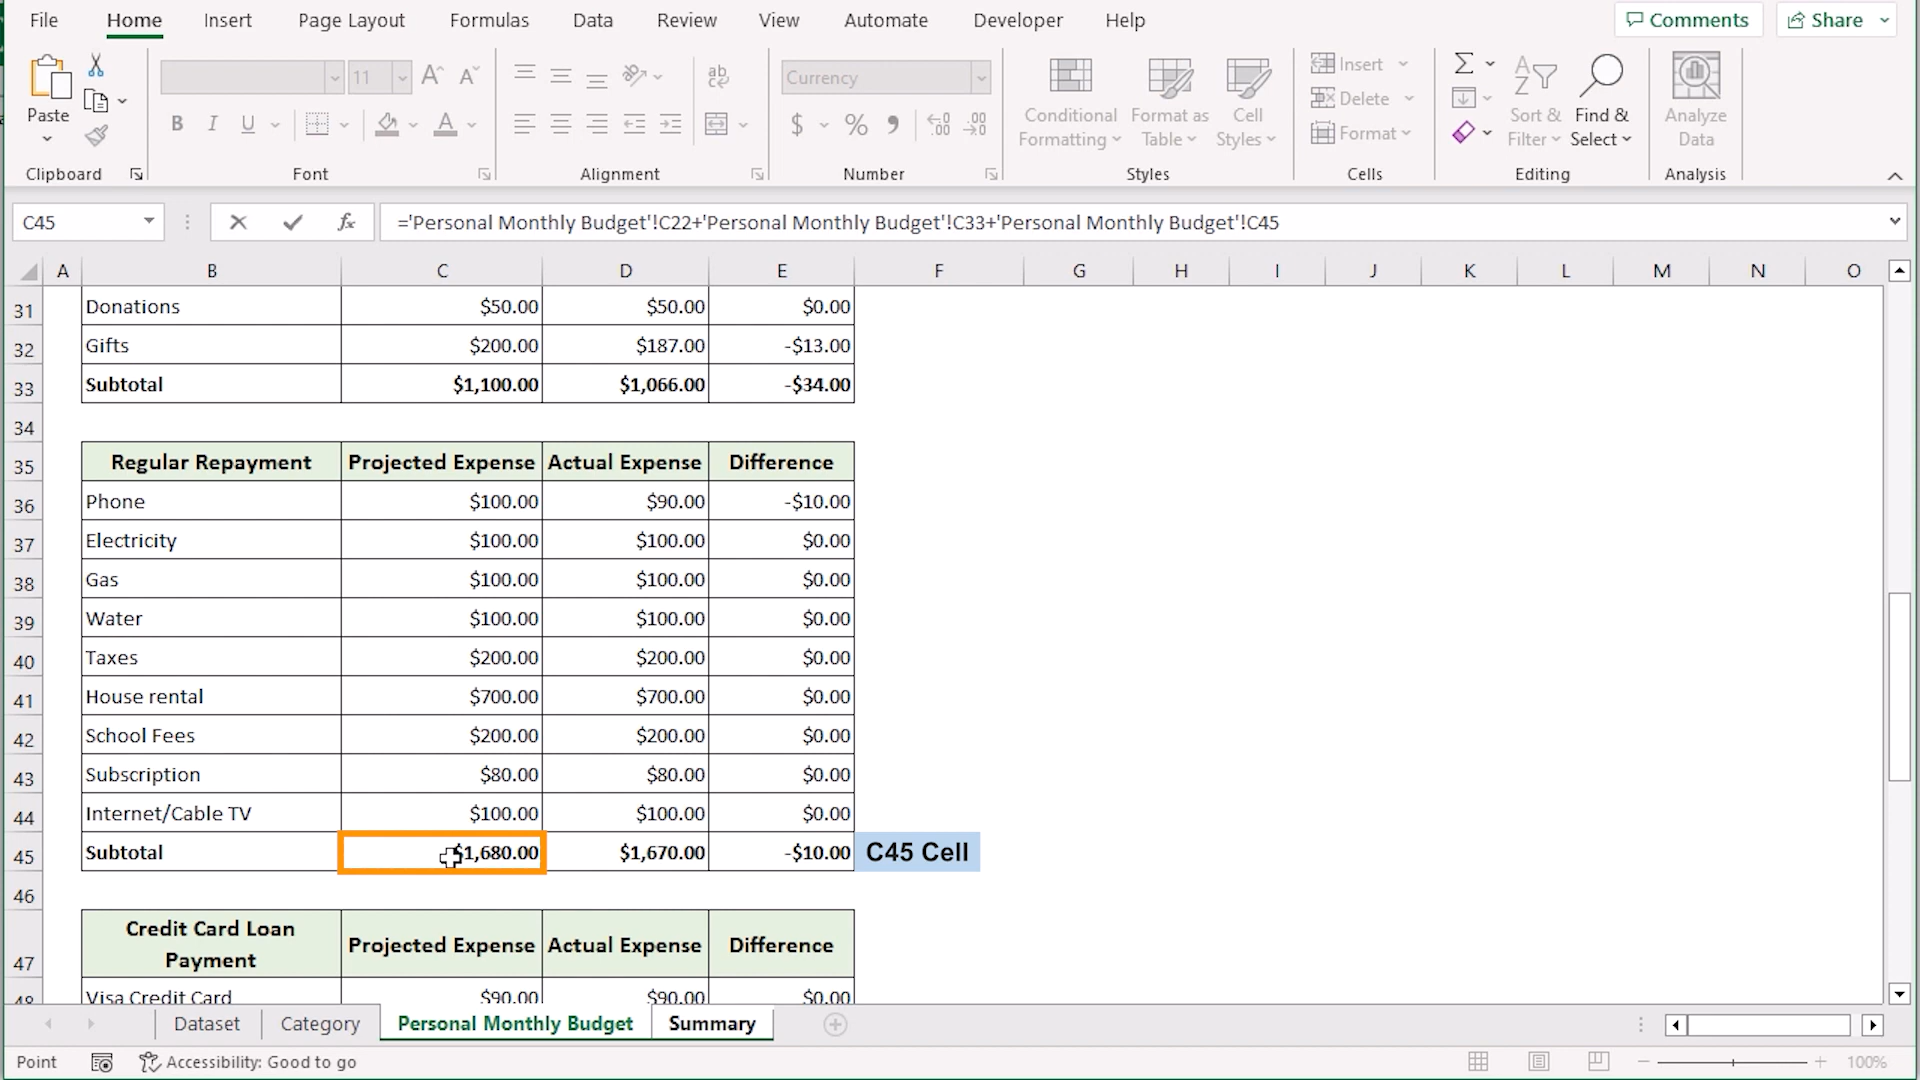 File Home Insert Page Layout Formulas Data Review View Automate Developer Help Comments Share
11 Currency Insert
Paste Conditional Format as Cell Delete Sort & Find & Analyze
B I U $ % Formatting Table Styles Format Filter Select Data
Clipboard Font Alignment Number Styles Cells Editing Analysis
C45 fx ='Personal Monthly Budget'!C22+'Personal Monthly Budget'!C33+'Personal Monthly Budget'!C45
A B C D E F G H I J K L M N O
31 Donations $50.00 $50.00 $0.00
32 Gifts $200.00 $187.00 -$13.00
33 Subtotal $1,100.00 $1,066.00 -$34.00
34
35 Regular Repayment Projected Expense Actual Expense Difference
36 Phone $100.00 $90.00 -$10.00
37 Electricity $100.00 $100.00 $0.00
38 Gas $100.00 $100.00 $0.00
39 Water $100.00 $100.00 $0.00
40 Taxes $200.00 $200.00 $0.00
41 House rental $700.00 $700.00 $0.00
42 School Fees $200.00 $200.00 $0.00
43 Subscription $80.00 $80.00 $0.00
44 Internet/Cable TV $100.00 $100.00 $0.00
45 Subtotal $1,680.00 $1,670.00 -$10.00 C45 Cell
46
47 Credit Card Loan Payment Projected Expense Actual Expense Difference
48 Visa Credit Card $90.00 $90.00 $0.00
Dataset Category Personal Monthly Budget Summary
Point Accessibility: Good to go 100%